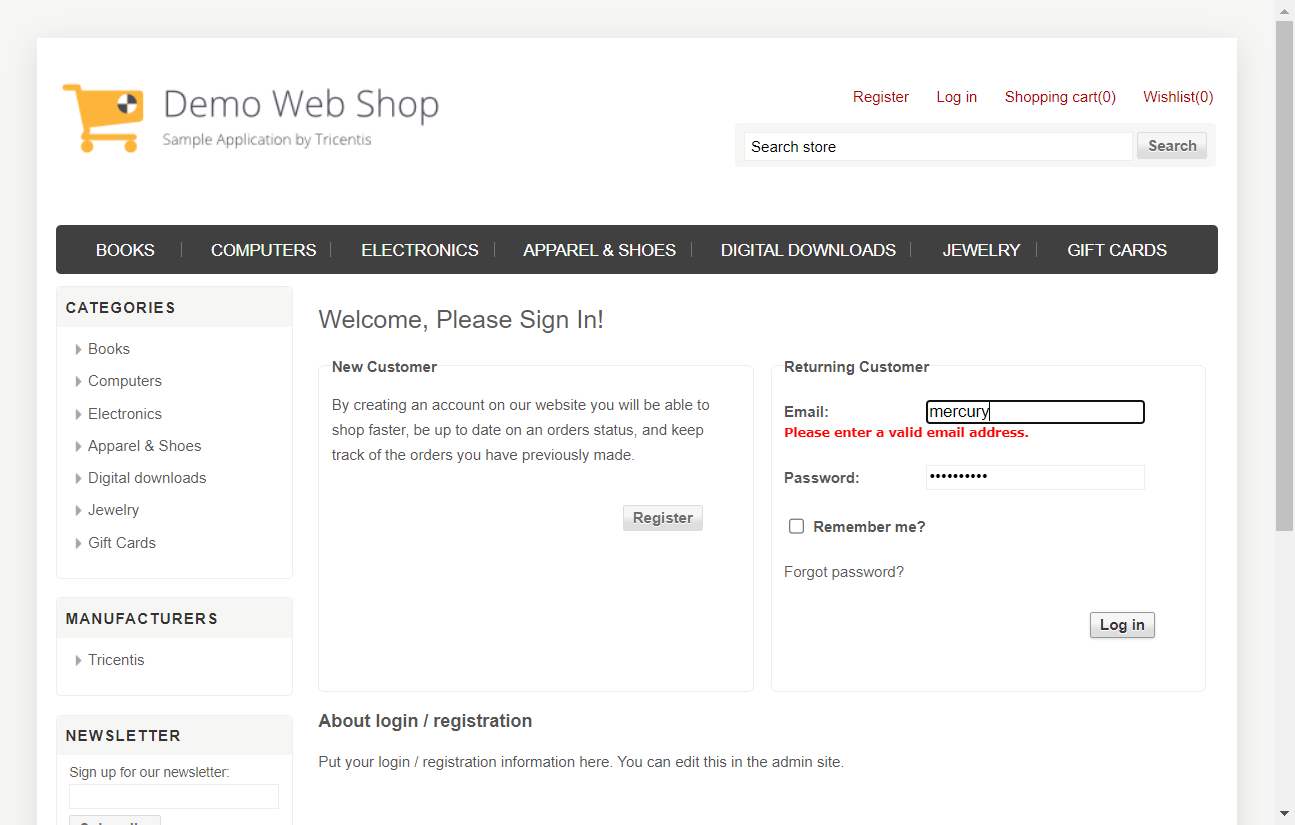 Demo Web Shop
Sample Application by Tricentis
Register
Log in
Shopping cart(0)
Wishlist(0)
Search store
Search
BOOKS
COMPUTERS
ELECTRONICS
APPAREL & SHOES
DIGITAL DOWNLOADS
JEWELRY
GIFT CARDS
CATEGORIES
Books
Computers
Electronics
Apparel & Shoes
Digital downloads
Jewelry
Gift Cards
MANUFACTURERS
Tricentis
NEWSLETTER
Sign up for our newsletter:
Welcome, Please Sign In!
New Customer
By creating an account on our website you will be able to
shop faster, be up to date on an orders status, and keep
track of the orders you have previously made.
Register
Returning Customer
Email:
mercury
Please enter a valid email address.
Password:
••••••••••
Remember me?
Forgot password?
Log in
About login / registration
Put your login / registration information here. You can edit this in the admin site.